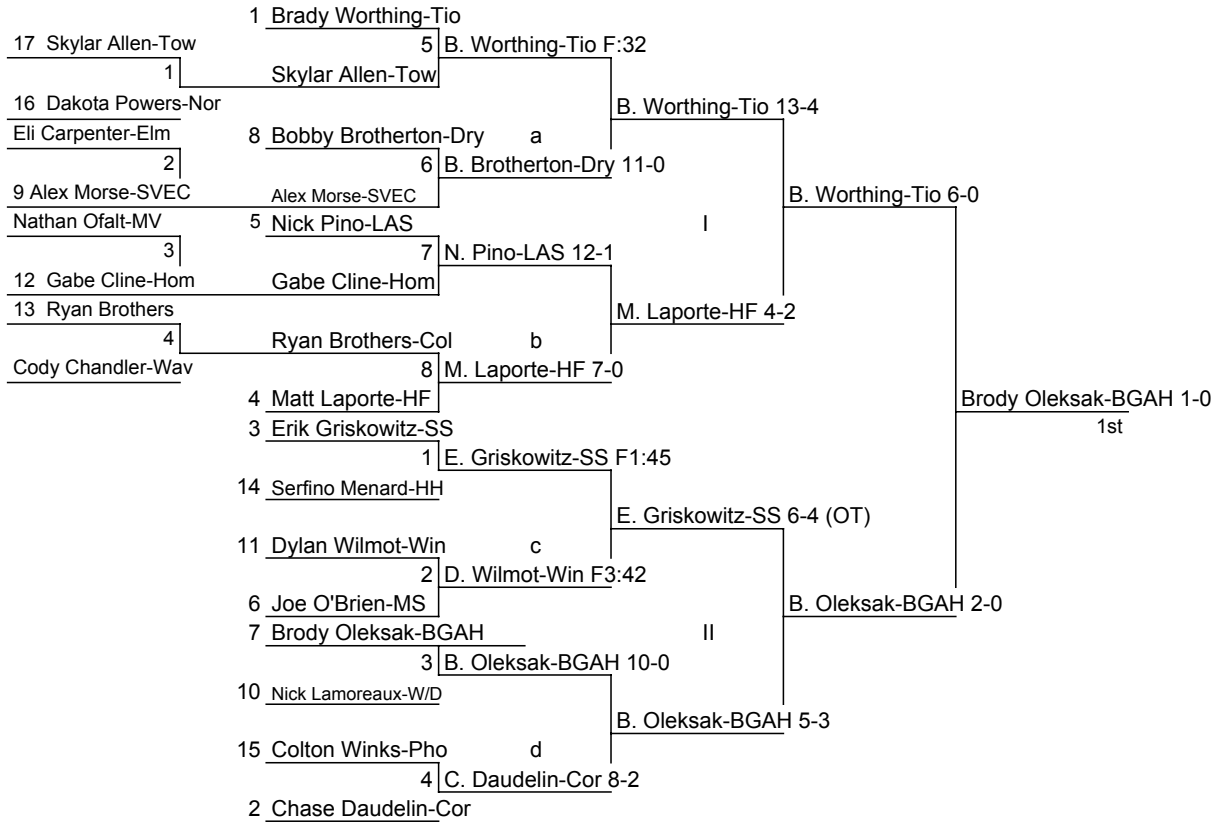 1 Brady Worthing-Tio
17 Skylar Allen-Tow
5 B. Worthing-Tio F:32
1 Skylar Allen-Tow
16 Dakota Powers-Nor
B. Worthing-Tio 13-4
Eli Carpenter-Elm
8 Bobby Brotherton-Dry a
2
6 B. Brotherton-Dry 11-0
9 Alex Morse-SVEC
Alex Morse-SVEC
B. Worthing-Tio 6-0
Nathan Ofalt-MV
5 Nick Pino-LAS
I
3
7 N. Pino-LAS 12-1
12 Gabe Cline-Hom
Gabe Cline-Hom
13 Ryan Brothers
M. Laporte-HF 4-2
4
Ryan Brothers-Col b
Cody Chandler-Wav
8 M. Laporte-HF 7-0
4 Matt Laporte-HF
Brody Oleksak-BGAH 1-0
1st
3 Erik Griskowitz-SS
1 E. Griskowitz-SS F1:45
14 Serfino Menard-HH
E. Griskowitz-SS 6-4 (OT)
11 Dylan Wilmot-Win c
2 D. Wilmot-Win F3:42
6 Joe O'Brien-MS
B. Oleksak-BGAH 2-0
7 Brody Oleksak-BGAH
II
3 B. Oleksak-BGAH 10-0
10 Nick Lamoreaux-W/D
B. Oleksak-BGAH 5-3
15 Colton Winks-Pho d
4 C. Daudelin-Cor 8-2
2 Chase Daudelin-Cor